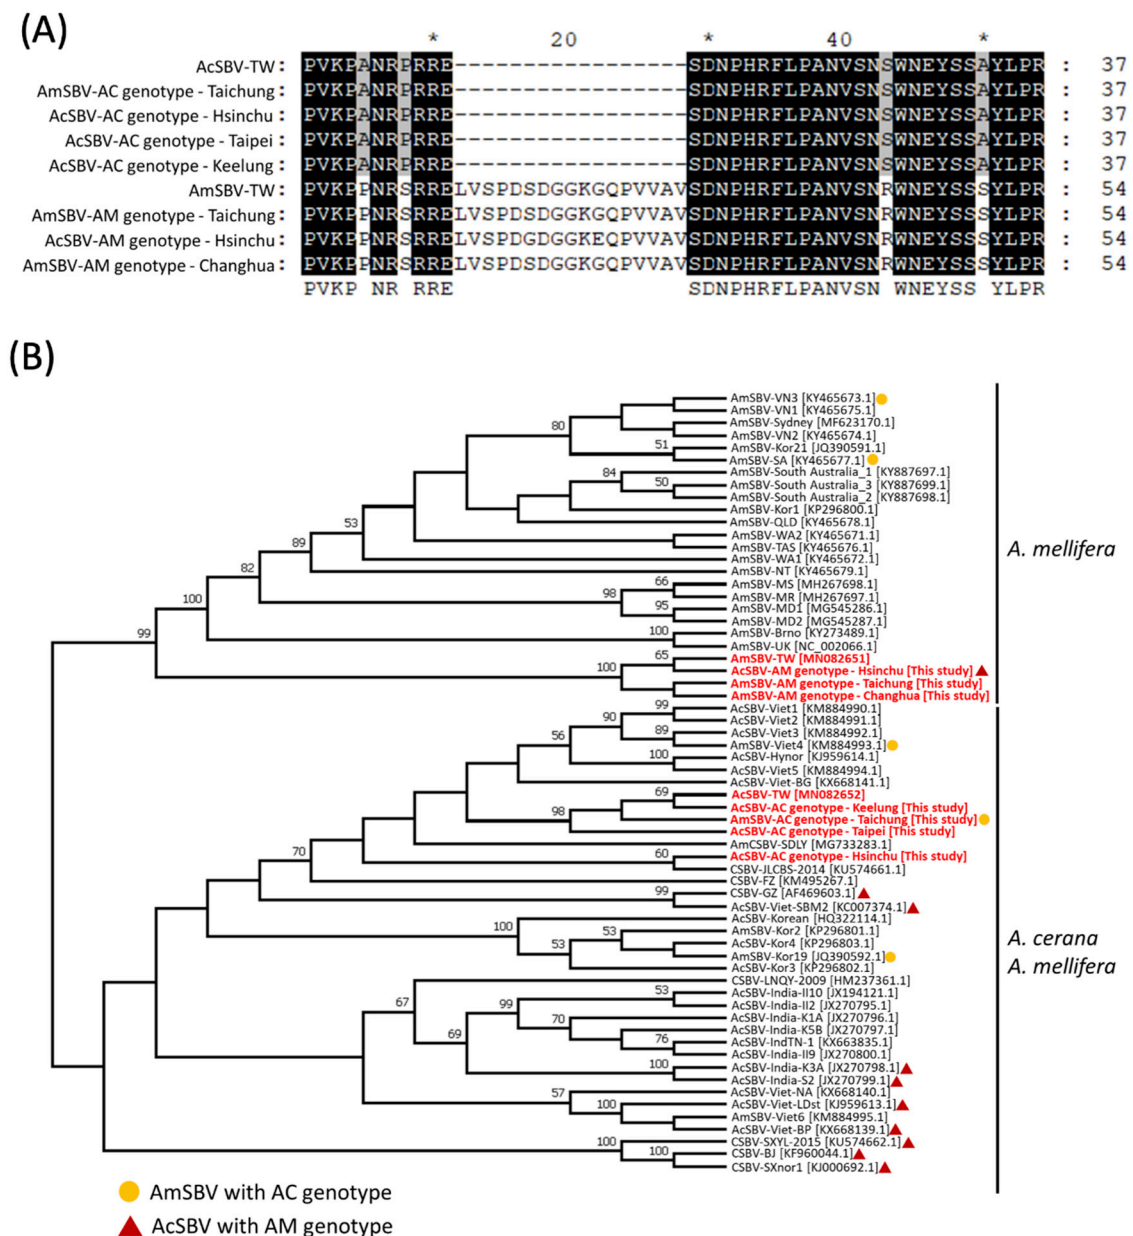 (A)
* 20 * 40 *
AcSBV-TW : PVKPANRPRRE-----------------SDNPHRFLPANVSNSWNEYSSAYLPR : 37
AmSBV-AC genotype - Taichung : PVKPANRPRRE-----------------SDNPHRFLPANVSNSWNEYSSAYLPR : 37
AcSBV-AC genotype - Hsinchu : PVKPANRPRRE-----------------SDNPHRFLPANVSNSWNEYSSAYLPR : 37
AcSBV-AC genotype - Taipei : PVKPANRPRRE-----------------SDNPHRFLPANVSNSWNEYSSAYLPR : 37
AcSBV-AC genotype - Keelung : PVKPANRPRRE-----------------SDNPHRFLPANVSNSWNEYSSAYLPR : 37
AmSBV-TW : PVKPPNRSRRELVSPDSDGGKGQPVVAVSDNPHRFLPANVSNRWNEYSSSYLPR : 54
AmSBV-AM genotype - Taichung : PVKPPNRSRRELVSPDSDGGKGQPVVAVSDNPHRFLPANVSNRWNEYSSSYLPR : 54
AcSBV-AM genotype - Hsinchu : PVKPPNRSRRELVSPDGDGGKEQPVVAVSDNPHRFLPANVSNRWNEYSSSYLPR : 54
AmSBV-AM genotype - Changhua : PVKPPNRSRRELVSPDSDGGKGQPVVAVSDNPHRFLPANVSNRWNEYSSSYLPR : 54
PVKP NR RRE SDNPHRFLPANVSN WNEYSS YLPR
(B)
AmSBV-VN3 [KY465673.1]
AmSBV-VN1 [KY465675.1]
80
AmSBV-Sydney [MF623170.1]
AmSBV-VN2 [KY465674.1]
51
AmSBV-Kor21 [JQ390591.1]
AmSBV-SA [KY465677.1]
84
AmSBV-South Australia_1 [KY887697.1]
50
AmSBV-South Australia_3 [KY887699.1]
AmSBV-South Australia_2 [KY887698.1]
AmSBV-Kor1 [KP296800.1]
53
AmSBV-QLD [KY465678.1]
AmSBV-WA2 [KY465671.1]
89
AmSBV-TAS [KY465676.1]
A. mellifera
AmSBV-WA1 [KY465672.1]
82
AmSBV-NT [KY465679.1]
66
AmSBV-MS [MH267698.1]
98
AmSBV-MR [MH267697.1]
100
95
AmSBV-MD1 [MG545286.1]
AmSBV-MD2 [MG545287.1]
99
100
AmSBV-Brno [KY273489.1]
AmSBV-UK [NC_002066.1]
65
AmSBV-TW [MN082651]
100
AcSBV-AM genotype - Hsinchu [This study]
AmSBV-AM genotype - Taichung [This study]
AmSBV-AM genotype - Changhua [This study]
99
AcSBV-Viet1 [KM884990.1]
90
AcSBV-Viet2 [KM884991.1]
89
AcSBV-Viet3 [KM884992.1]
56
AmSBV-Viet4 [KM884993.1]
100
AcSBV-Hynor [KJ959614.1]
AcSBV-Viet5 [KM884994.1]
AcSBV-Viet-BG [KX668141.1]
69
AcSBV-TW [MN082652]
98
AcSBV-AC genotype - Keelung [This study]
AmSBV-AC genotype - Taichung [This study]
AcSBV-AC genotype - Taipei [This study]
70
AmCSBV-SDLY [MG733283.1]
60
AcSBV-AC genotype - Hsinchu [This study]
CSBV-JLCBS-2014 [KU574661.1]
CSBV-FZ [KM495267.1]
99
CSBV-GZ [AF469603.1]
AcSBV-Viet-SBM2 [KC007374.1]
100
AcSBV-Korean [HQ322114.1]
53
AmSBV-Kor2 [KP296801.1]
53
AcSBV-Kor4 [KP296803.1]
A. cerana
AmSBV-Kor19 [JQ390592.1]
A. mellifera
AcSBV-Kor3 [KP296802.1]
CSBV-LNQY-2009 [HM237361.1]
53
AcSBV-India-II10 [JX194121.1]
67
99
AcSBV-India-II2 [JX270795.1]
70
AcSBV-India-K1A [JX270796.1]
69
AcSBV-India-K5B [JX270797.1]
76
AcSBV-IndTN-1 [KX663835.1]
AcSBV-India-II9 [JX270800.1]
100
AcSBV-India-K3A [JX270798.1]
AcSBV-India-S2 [JX270799.1]
57
AcSBV-Viet-NA [KX668140.1]
100
AcSBV-Viet-LDst [KJ959613.1]
AmSBV-Viet6 [KM884995.1]
AcSBV-Viet-BP [KX668139.1]
100
CSBV-SXYL-2015 [KU574662.1]
100
CSBV-BJ [KF960044.1]
CSBV-SXnor1 [KJ000692.1]
AmSBV with AC genotype
AcSBV with AM genotype